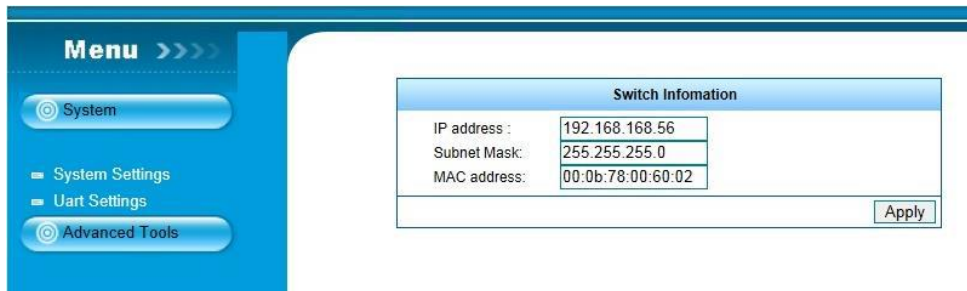 Menu >>>>
System
System Settings
Uart Settings
Advanced Tools
Switch Infomation
IP address : 192.168.168.56
Subnet Mask: 255.255.255.0
MAC address: 00:0b:78:00:60:02
Apply